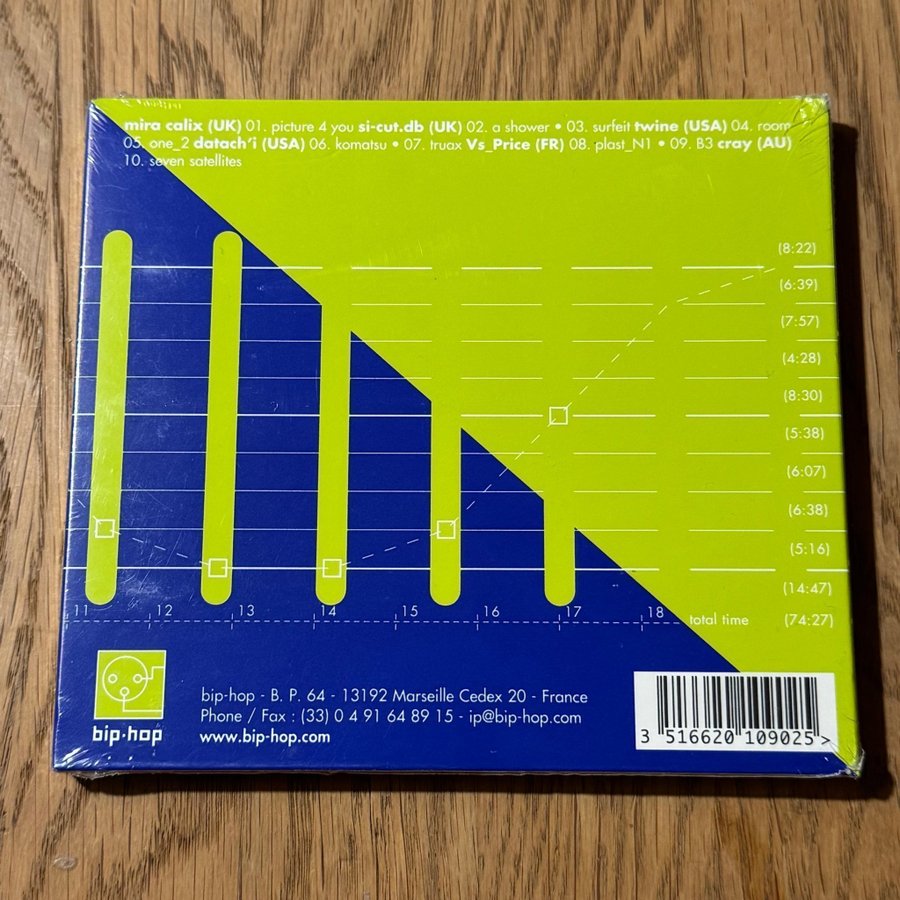 mira calix (UK) 01. picture 4 you si-cut.db (UK) 02. a shower • 03. surfeit twine (USA) 04. room
05. one_2 datach'i (USA) 06. komatsu • 07. truax Vs_Price (FR) 08. plast_N1 • 09. B3 cray (AU)
10. seven satellites
(8:22)
(6:39)
(7:57)
(4:28)
(8:30)
(5:38)
(6:07)
(6:38)
(5:16)
(14:47)
11 12 13 14 15 16 17 18
total time (74:27)
bip-hop
bip-hop - B. P. 64 - 13192 Marseille Cedex 20 - France
Phone / Fax : (33) 0 4 91 64 89 15 - ip@bip-hop.com
www.bip-hop.com
3 516620 109025 >